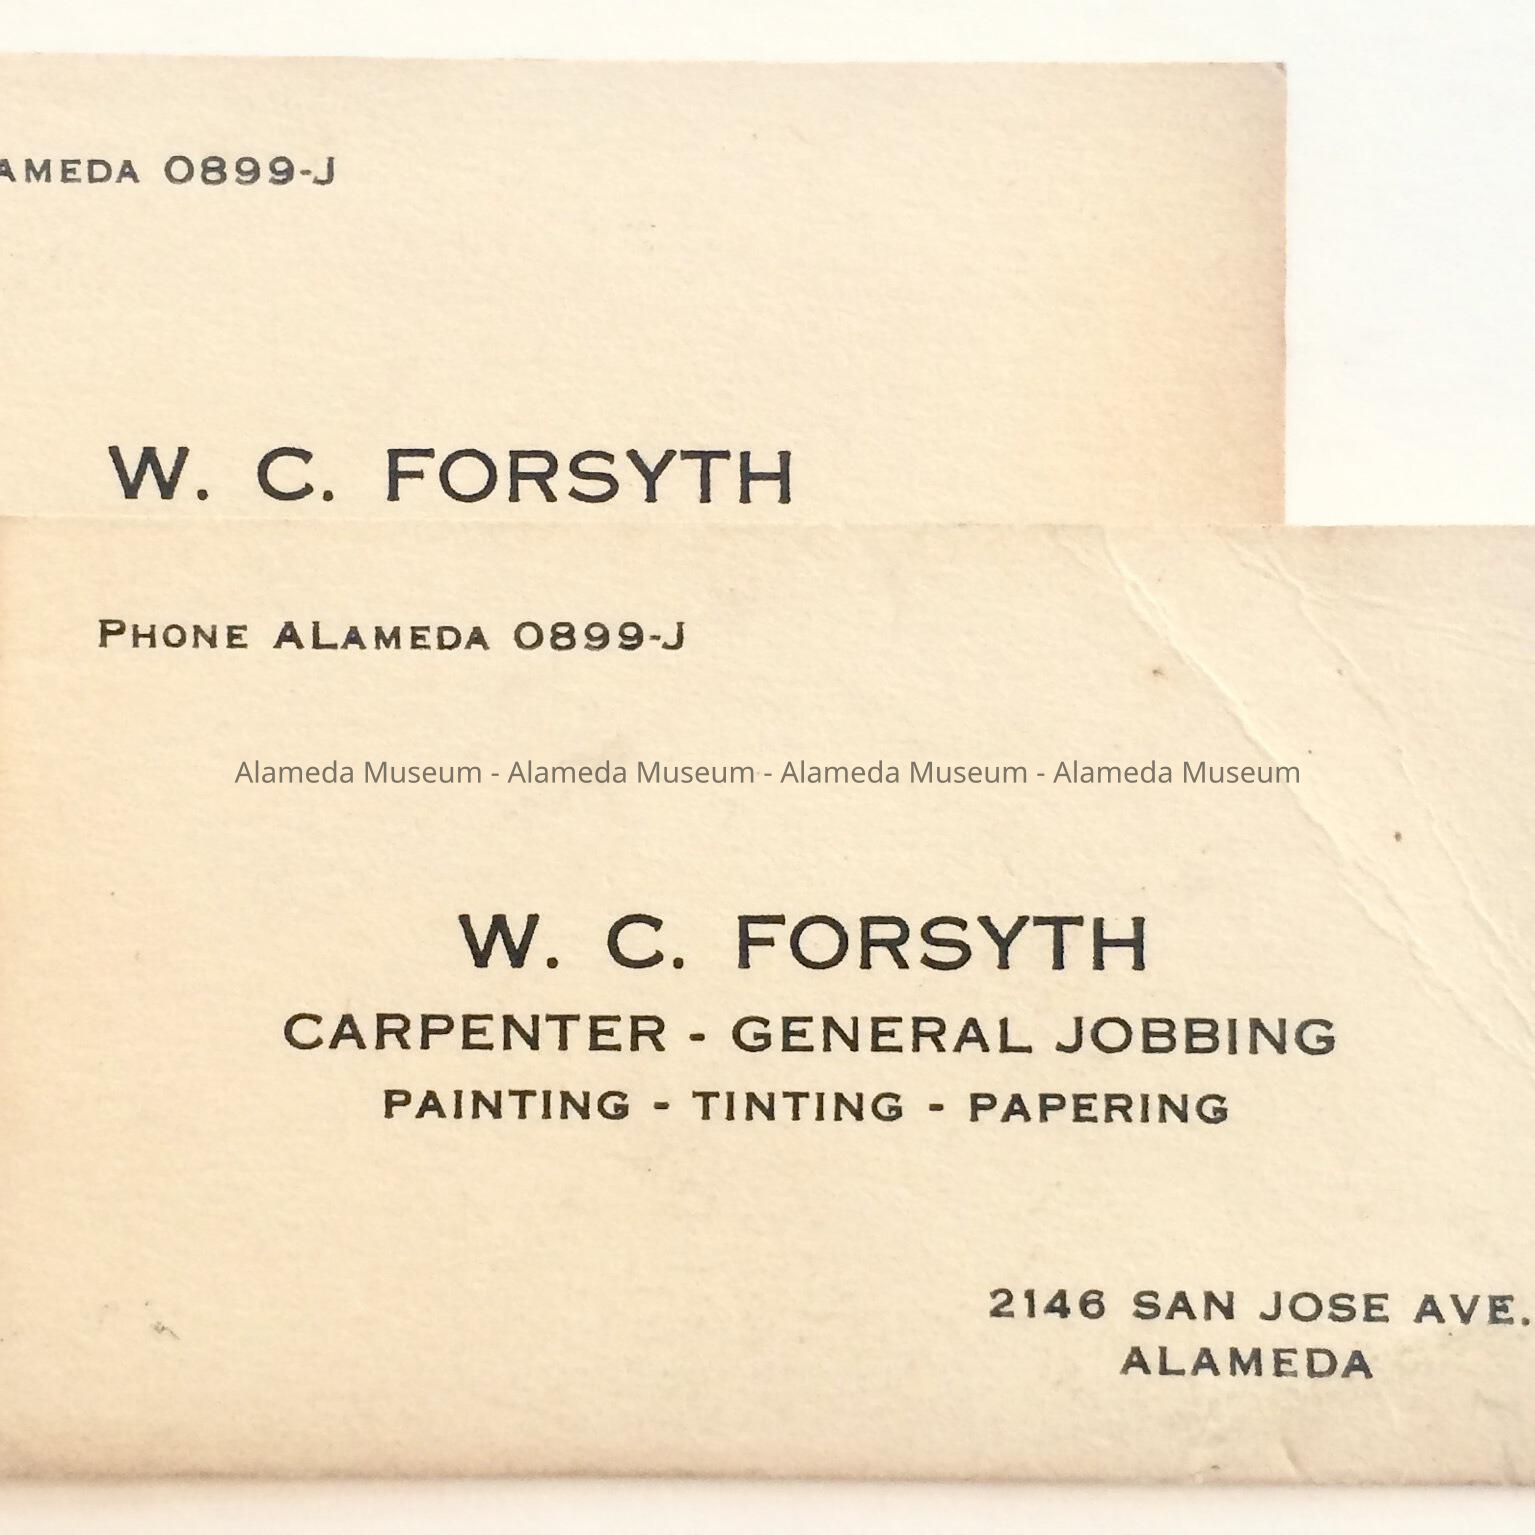 AMEDA 0899-J
W. C. FORSYTH
PHONE ALAMEDA 0899-J
Alameda Museum - Alameda Museum - Alameda Museum - Alameda Museum
W. C. FORSYTH
CARPENTER - GENERAL JOBBING
PAINTING - TINTING - PAPERING
2146 SAN JOSE AVE.
ALAMEDA